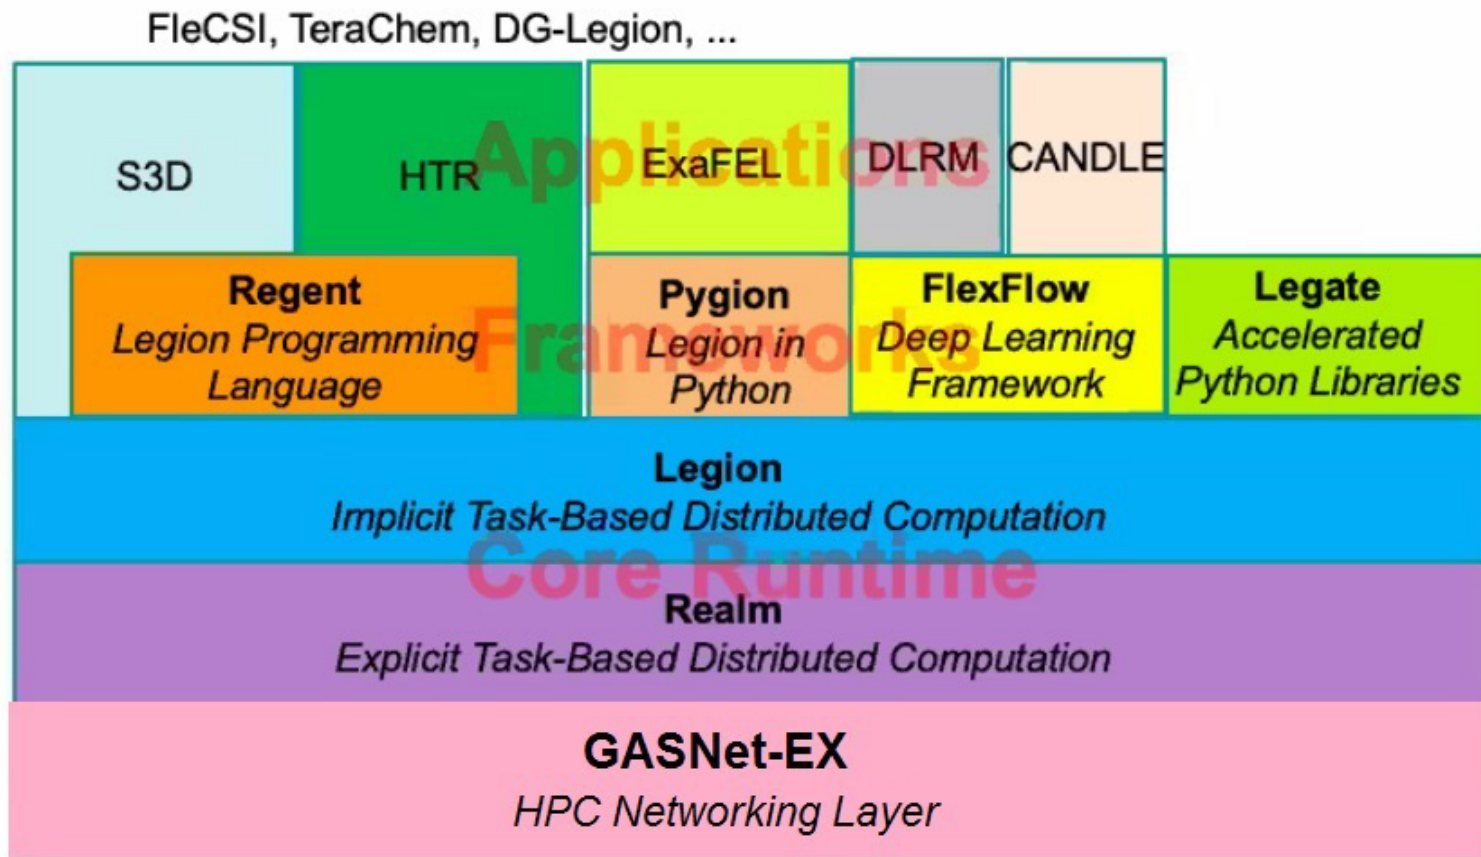 FleCSI, TeraChem, DG-Legion, ...
S3D
HTR
ExaFEL
DLRM
CANDLE
Applications
Regent
Legion Programming
Language
Pygion
Legion in
Python
FlexFlow
Deep Learning
Framework
Legate
Accelerated
Python Libraries
Frameworks
Legion
Implicit Task-Based Distributed Computation
Core Runtime
Realm
Explicit Task-Based Distributed Computation
GASNet-EX
HPC Networking Layer